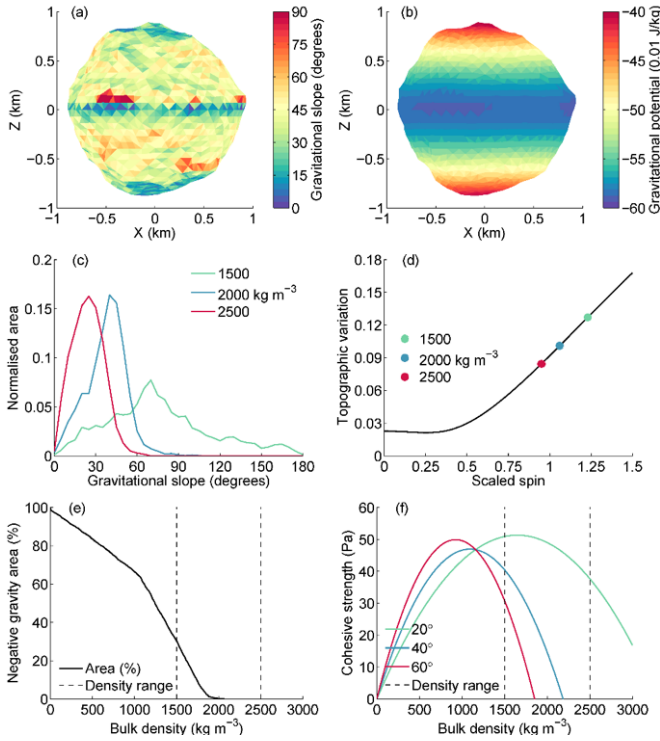 (a)
1
0.5
0
−0.5
−1
Z (km)
−1 −0.5 0 0.5 1
X (km)
90
75
60
45
30
15
0
Gravitational slope (degrees)
(b)
1
0.5
0
−0.5
−1
Z (km)
−1 −0.5 0 0.5 1
X (km)
−40
−45
−50
−55
−60
Gravitational potential (0.01 J/kg)
(c)
0.2
0.15
0.1
0.05
0
Normalised area
1500
2000 kg m−3
2500
0 30 60 90 120 150 180
Gravitational slope (degrees)
(d)
0.18
0.15
0.12
0.09
0.06
0.03
0
Topographic variation
1500
2000 kg m−3
2500
0 0.25 0.5 0.75 1 1.25 1.5
Scaled spin
(e)
100
80
60
40
20
0
Negative gravity area (%)
Area (%)
Density range
0 500 1000 1500 2000 2500 3000
Bulk density (kg m−3)
(f)
60
50
40
30
20
10
0
Cohesive strength (Pa)
20°
40°
60°
Density range
0 500 1000 1500 2000 2500 3000
Bulk density (kg m−3)